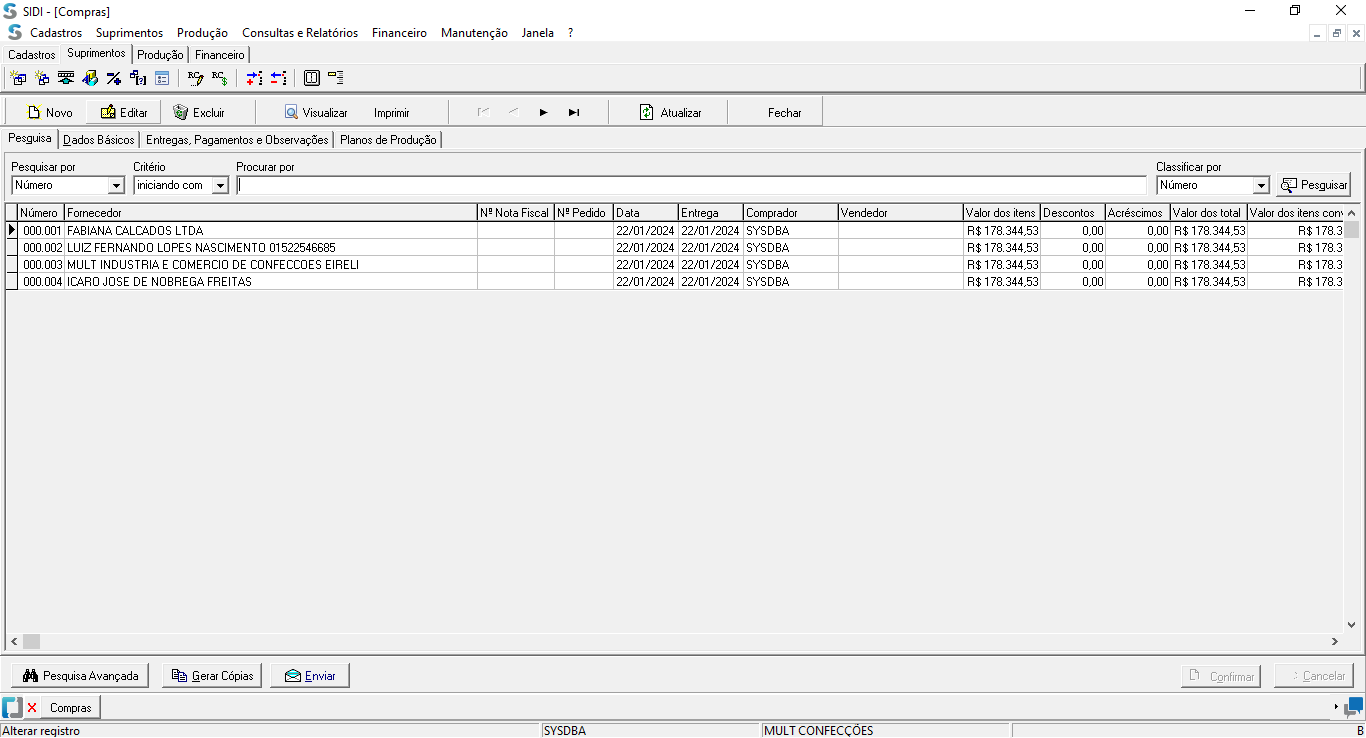 SIDI - [Compras]
Cadastros Suprimentos Produção Consultas e Relatórios Financeiro Manutenção Janela ?
Cadastros Suprimentos Produção Financeiro
Novo Editar Excluir Visualizar Imprimir Atualizar Fechar
Pesquisa Dados Básicos Entregas, Pagamentos e Observações Planos de Produção
Pesquisar por Critério Procurar por Classificar por
Número iniciando com Número Pesquisar
Número Fornecedor Nº Nota Fiscal Nº Pedido Data Entrega Comprador Vendedor Valor dos itens Descontos Acréscimos Valor dos total Valor dos itens conv
000.001 FABIANA CALCADOS LTDA 22/01/2024 22/01/2024 SYSDBA R$ 178.344,53 0,00 0,00 R$ 178.344,53 R$ 178.3
000.002 LUIZ FERNANDO LOPES NASCIMENTO 01522546685 22/01/2024 22/01/2024 SYSDBA R$ 178.344,53 0,00 0,00 R$ 178.344,53 R$ 178.3
000.003 MULT INDUSTRIA E COMERCIO DE CONFECCOES EIRELI 22/01/2024 22/01/2024 SYSDBA R$ 178.344,53 0,00 0,00 R$ 178.344,53 R$ 178.3
000.004 ICARO JOSE DE NOBREGA FREITAS 22/01/2024 22/01/2024 SYSDBA R$ 178.344,53 0,00 0,00 R$ 178.344,53 R$ 178.3
Pesquisa Avançada Gerar Cópias Enviar Confirmar Cancelar
Compras
Alterar registro SYSDBA MULT CONFECÇÕES B